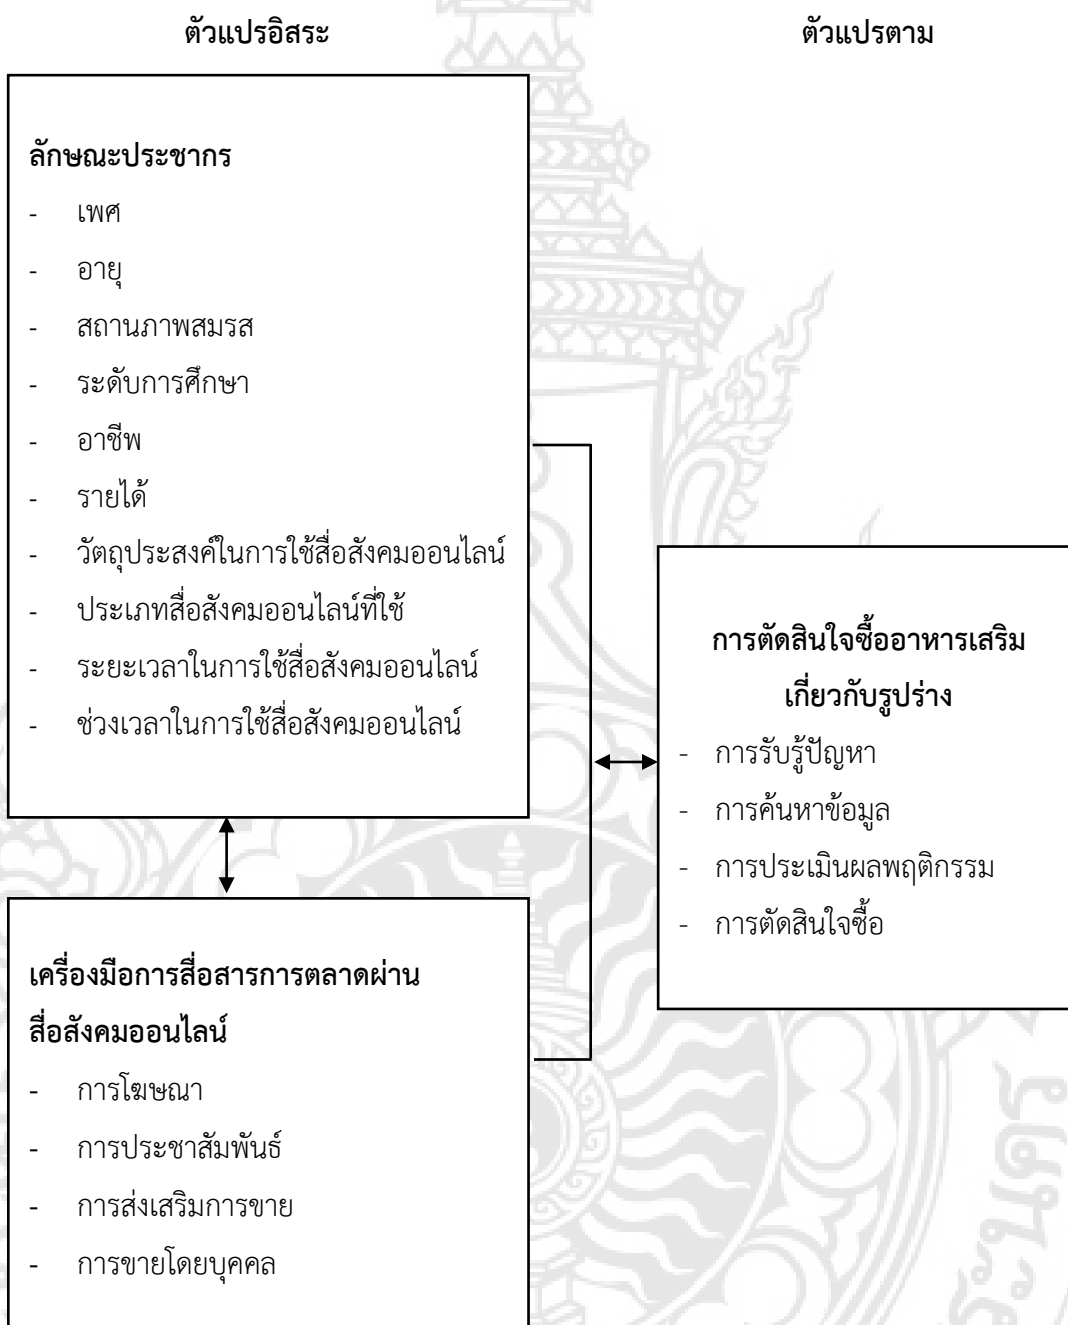 ตัวแปรอิสระ
ตัวแปรตาม
ลักษณะประชากร
- เพศ
- อายุ
- สถานภาพสมรส
- ระดับการศึกษา
- อาชีพ
- รายได้
- วัตถุประสงค์ในการใช้สื่อสังคมออนไลน์
- ประเภทสื่อสังคมออนไลน์ที่ใช้
- ระยะเวลาในการใช้สื่อสังคมออนไลน์
- ช่วงเวลาในการใช้สื่อสังคมออนไลน์
เครื่องมือการสื่อสารการตลาดผ่าน
สื่อสังคมออนไลน์
- การโฆษณา
- การประชาสัมพันธ์
- การส่งเสริมการขาย
- การขายโดยบุคคล
การตัดสินใจซื้ออาหารเสริม
เกี่ยวกับรูปร่าง
- การรับรู้ปัญหา
- การค้นหาข้อมูล
- การประเมินผลพฤติกรรม
- การตัดสินใจซื้อ